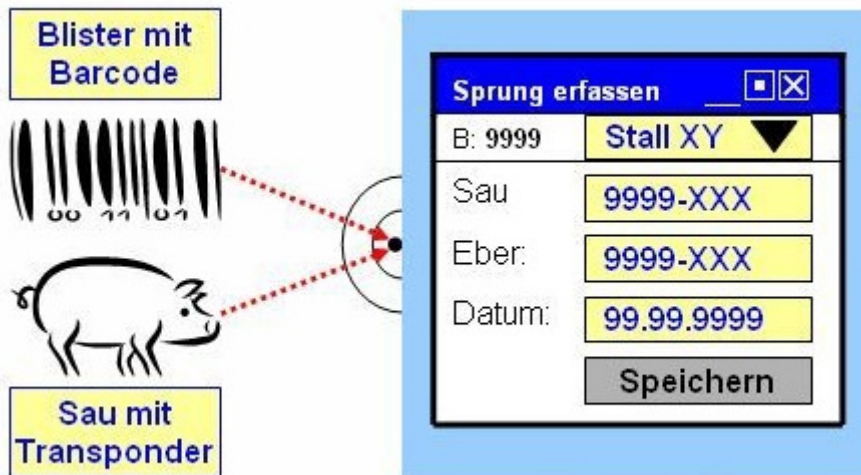 Blister mit
Barcode
Sau mit
Transponder
Sprung erfassen
B: 9999 Stall XY
Sau 9999-XXX
Eber: 9999-XXX
Datum: 99.99.9999
Speichern